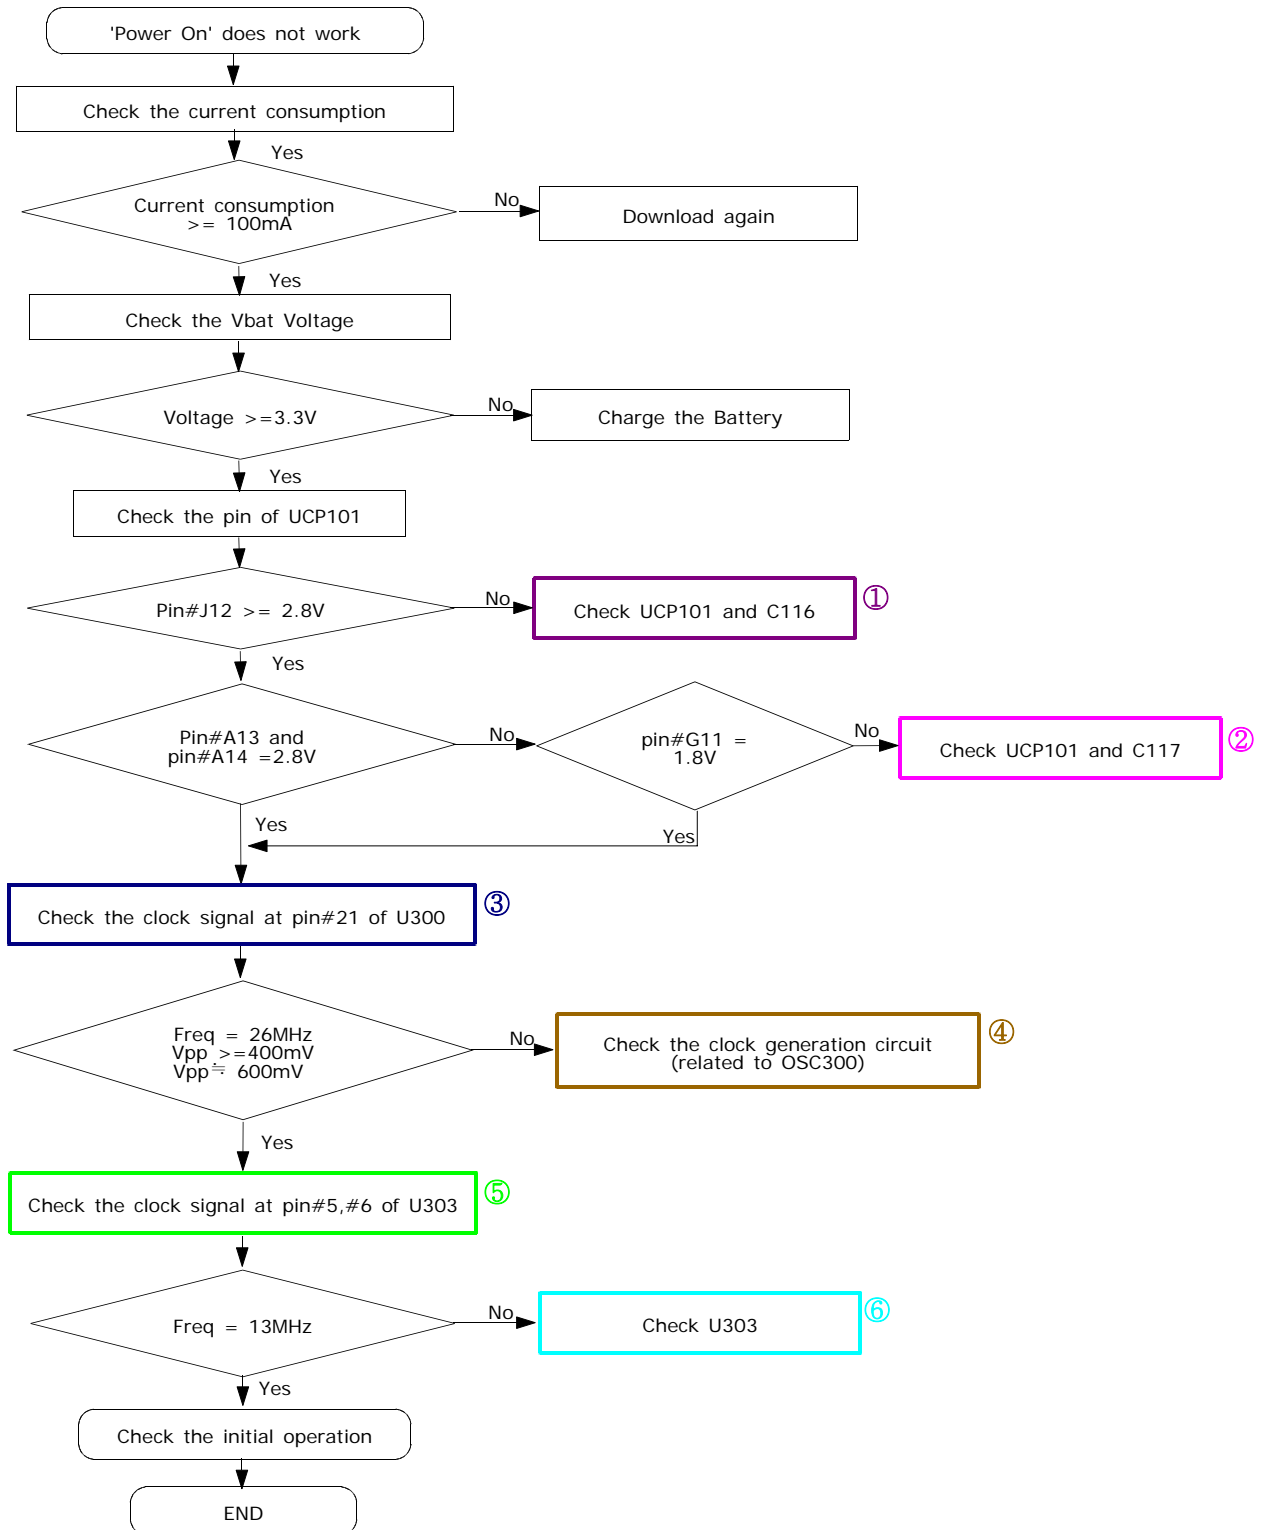 'Power On' does not work
Check the current consumption
Yes
Current consumption
>= 100mA
No
Download again
Yes
Check the Vbat Voltage
Voltage >=3.3V
No
Charge the Battery
Yes
Check the pin of UCP101
Pin#J12 >= 2.8V
No
Check UCP101 and C116
①
Yes
Pin#A13 and
pin#A14 =2.8V
No
pin#G11 =
1.8V
No
Check UCP101 and C117
②
Yes
Yes
Check the clock signal at pin#21 of U300
③
Freq = 26MHz
Vpp >=400mV
Vpp≒ 600mV
No
Check the clock generation circuit
(related to OSC300)
④
Yes
Check the clock signal at pin#5,#6 of U303
⑤
Freq = 13MHz
No
Check U303
⑥
Yes
Check the initial operation
END